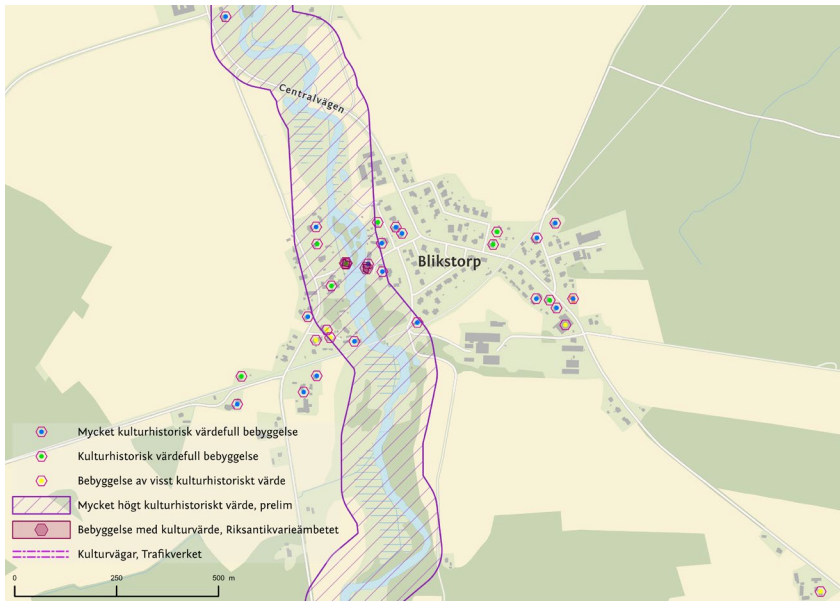 Centralvägen
Blikstorp
Mycket kulturhistorisk värdefull bebyggelse
Kulturhistorisk värdefull bebyggelse
Bebyggelse av visst kulturhistoriskt värde
Mycket högt kulturhistoriskt värde, prelim
Bebyggelse med kulturvärde, Riksantikvarieämbetet
Kulturvägar, Trafikverket
0 250 500 m